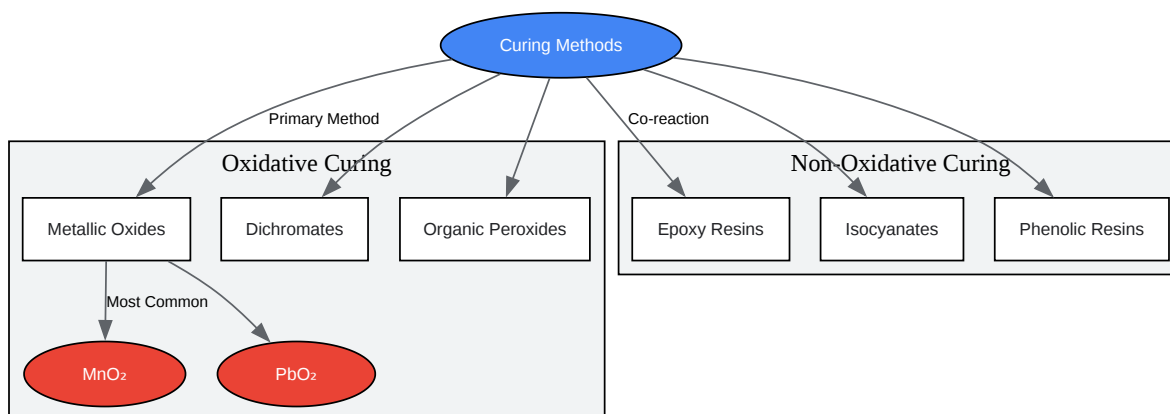 Curing Methods
Primary Method
Co-reaction
Oxidative Curing
Non-Oxidative Curing
Metallic Oxides
Dichromates
Organic Peroxides
Epoxy Resins
Isocyanates
Phenolic Resins
Most Common
MnO₂
PbO₂